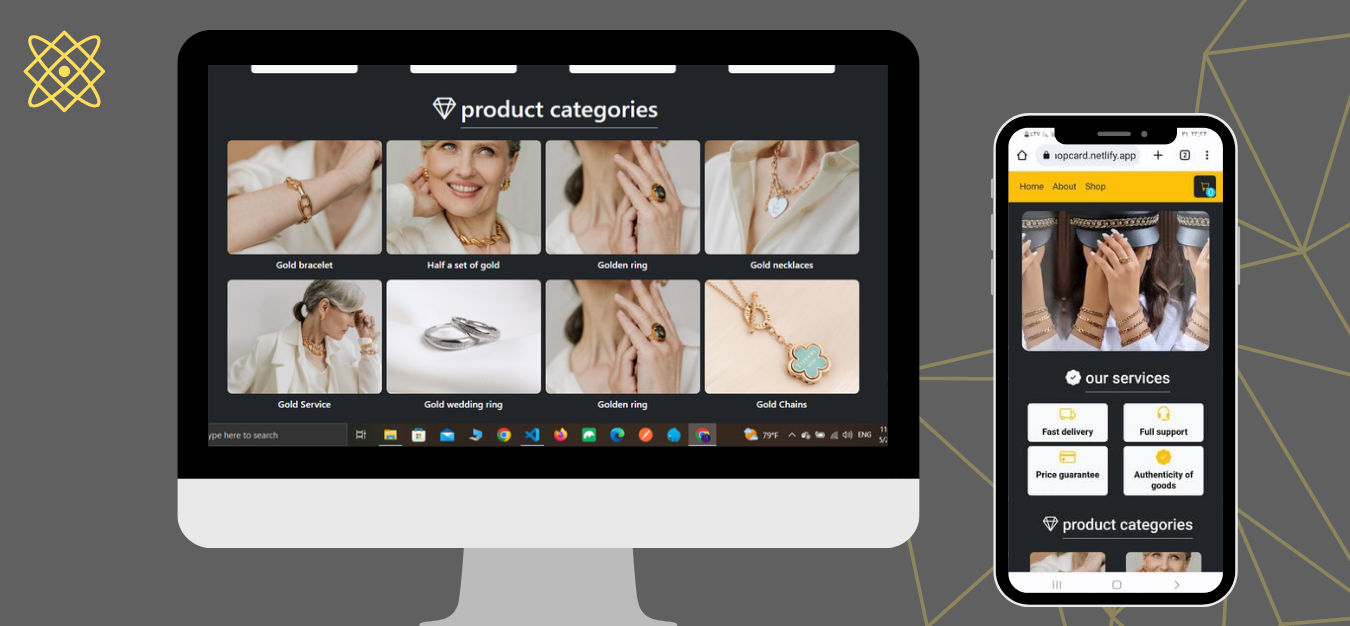 product categories
Gold bracelet
Half a set of gold
Golden ring
Gold necklaces
Gold Service
Gold wedding ring
Golden ring
Gold Chains
ype here to search
79°F
ENG
11
5/2
opcard.netlify.app
2
Home About Shop
0
our services
Fast delivery
Full support
Price guarantee
Authenticity of
goods
product categories